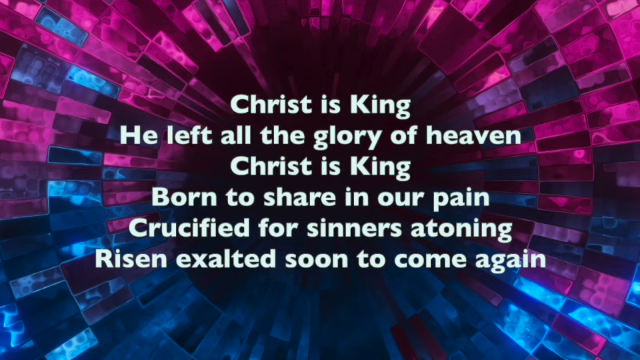 Christ is King
He left all the glory of heaven
Christ is King
Born to share in our pain
Crucified for sinners atoning
Risen exalted soon to come again